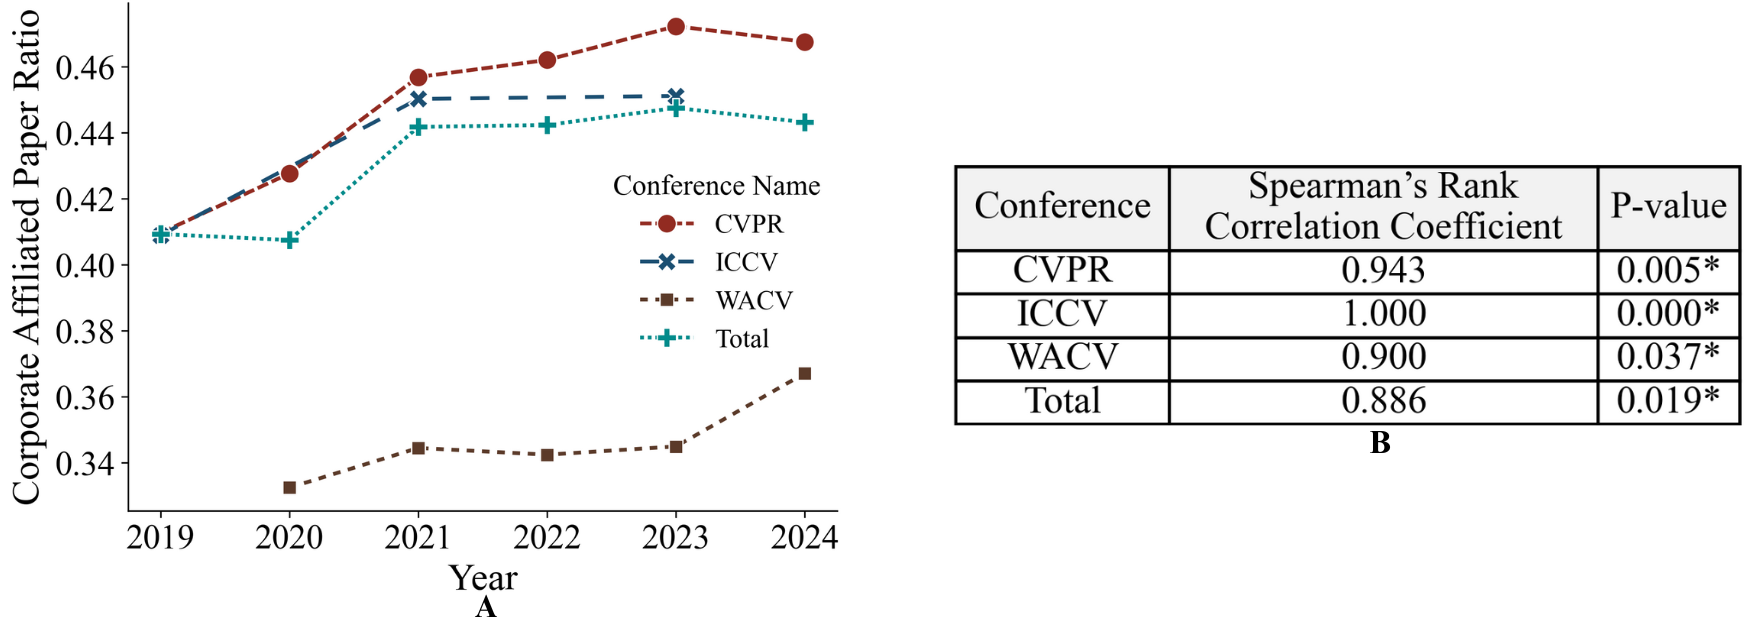 Corporate Affiliated Paper Ratio
0.46
0.44
0.42
0.40
0.38
0.36
0.34
Conference Name
CVPR
ICCV
WACV
Total
2019 2020 2021 2022 2023 2024
Year
A
Conference Spearman's Rank Correlation Coefficient P-value
CVPR 0.943 0.005*
ICCV 1.000 0.000*
WACV 0.900 0.037*
Total 0.886 0.019*
B